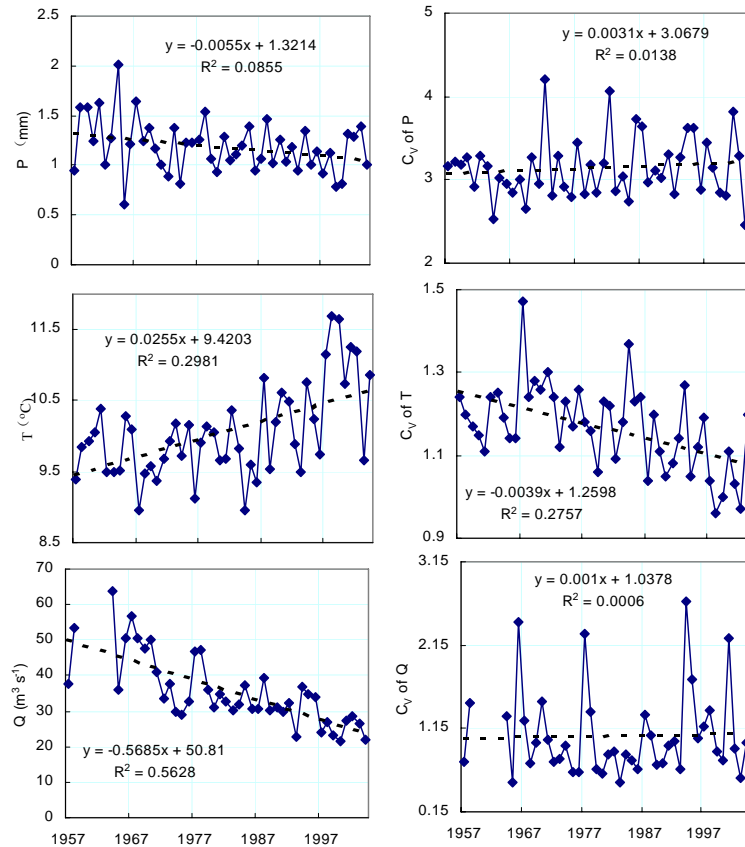 y = -0.0055x + 1.3214
R² = 0.0855
2.5
2
1.5
1
0.5
0
P （mm)
y = 0.0031x + 3.0679
R² = 0.0138
5
4
3
2
C_V of P
y = 0.0255x + 9.4203
R² = 0.2981
11.5
10.5
9.5
8.5
T (°C)
1.5
1.3
1.1
0.9
C_V of T
y = -0.0039x + 1.2598
R² = 0.2757
70
60
50
40
30
20
10
0
Q (m³ s⁻¹)
y = -0.5685x + 50.81
R² = 0.5628
1957 1967 1977 1987 1997
y = 0.001x + 1.0378
R² = 0.0006
3.15
2.15
1.15
0.15
C_V of Q
1957 1967 1977 1987 1997